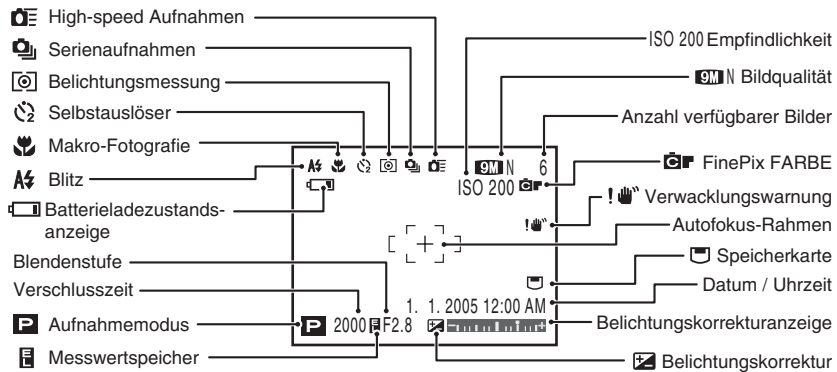 High-speed Aufnahmen
Serienaufnahmen
Belichtungsmessung
Selbstauslöser
Makro-Fotografie
Blitz
Batterieladezustands-
anzeige
Blendenstufe
Verschlusszeit
P Aufnahmemodus
EL Messwertspeicher
9M N 6
ISO 200
1. 1. 2005 12:00 AM
P 2000 EL F2.8
ISO 200 Empfindlichkeit
9M N Bildqualität
Anzahl verfügbarer Bilder
FinePix FARBE
Verwacklungswarnung
Autofokus-Rahmen
Speicherkarte
Datum / Uhrzeit
Belichtungskorrekturanzeige
Belichtungskorrektur